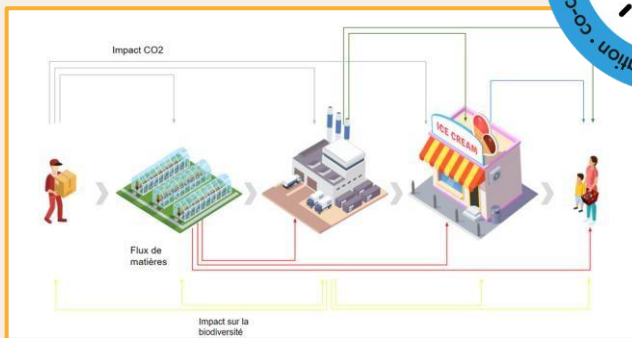 Impact CO2
ICE CREAM
Flux de
matières
Impact sur la
biodiversité